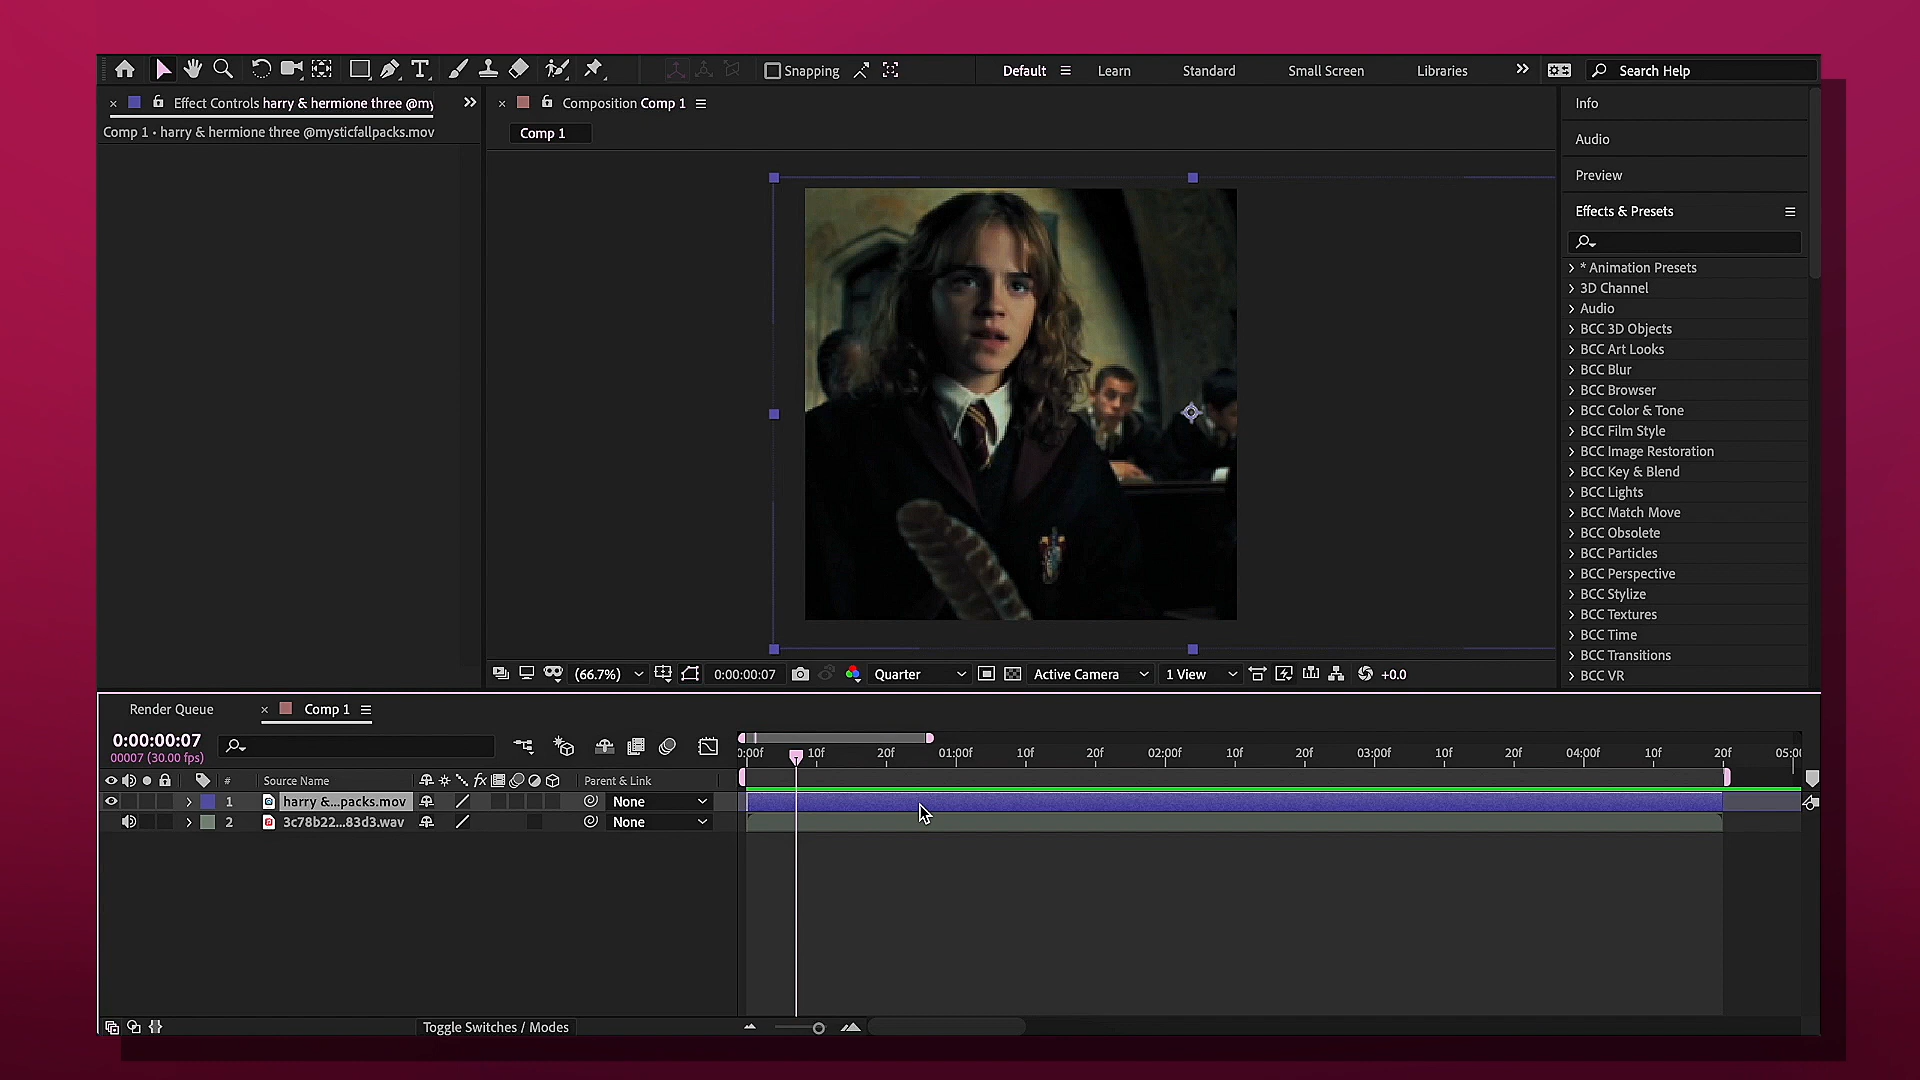 Snapping
Default
Learn
Standard
Small Screen
Libraries
Search Help
Effect Controls harry & hermione three @my
Comp 1 • harry & hermione three @mysticfallpacks.mov
Composition Comp 1
Comp 1
Info
Audio
Preview
Effects & Presets
* Animation Presets
3D Channel
Audio
BCC 3D Objects
BCC Art Looks
BCC Blur
BCC Browser
BCC Color & Tone
BCC Film Style
BCC Image Restoration
BCC Key & Blend
BCC Lights
BCC Match Move
BCC Obsolete
BCC Particles
BCC Perspective
BCC Stylize
BCC Textures
BCC Time
BCC Transitions
BCC VR
(66.7%)
0:00:00:07
Quarter
Active Camera
1 View
+0.0
Render Queue
Comp 1
0:00:00:07
00007 (30.00 fps)
0:00f 10f 20f 01:00f 10f 20f 02:00f 10f 20f 03:00f 10f 20f 04:00f 10f 20f 05:00
# Source Name fx Parent & Link
1 harry &...packs.mov None
2 3c78b22...83d3.wav None
Toggle Switches / Modes